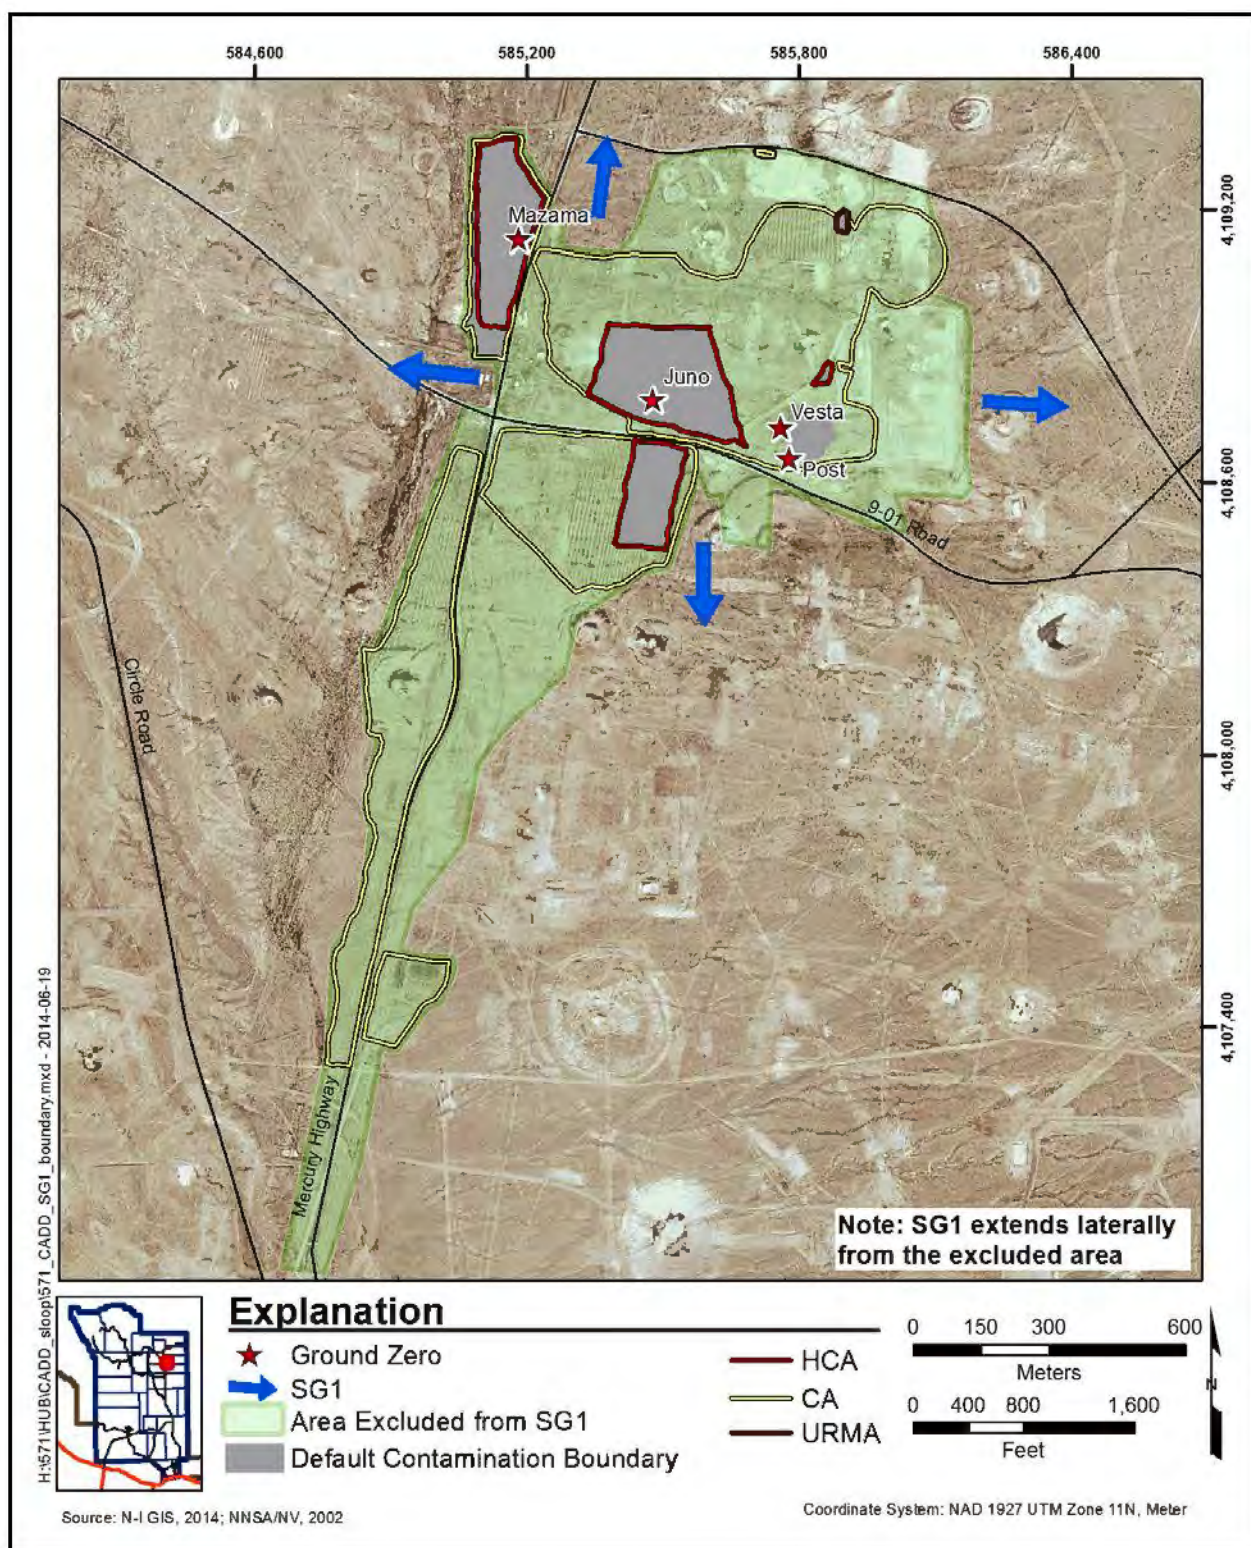 584,600
585,200
585,800
586,400
4,109,200
4,108,600
4,108,000
4,107,400
Mazama
Juno
Vesta
Post
9-01 Road
Circle Road
Mercury Highway
Note: SG1 extends laterally
from the excluded area
H:\571\HUB\CADD_sloop\571_CADD_SG1_boundary.mxd - 2014-06-19
Explanation
Ground Zero
SG1
Area Excluded from SG1
Default Contamination Boundary
HCA
CA
URMA
0 150 300 600
Meters
0 400 800 1,600
Feet
N
Source: N-I GIS, 2014; NNSA/NV, 2002
Coordinate System: NAD 1927 UTM Zone 11N, Meter